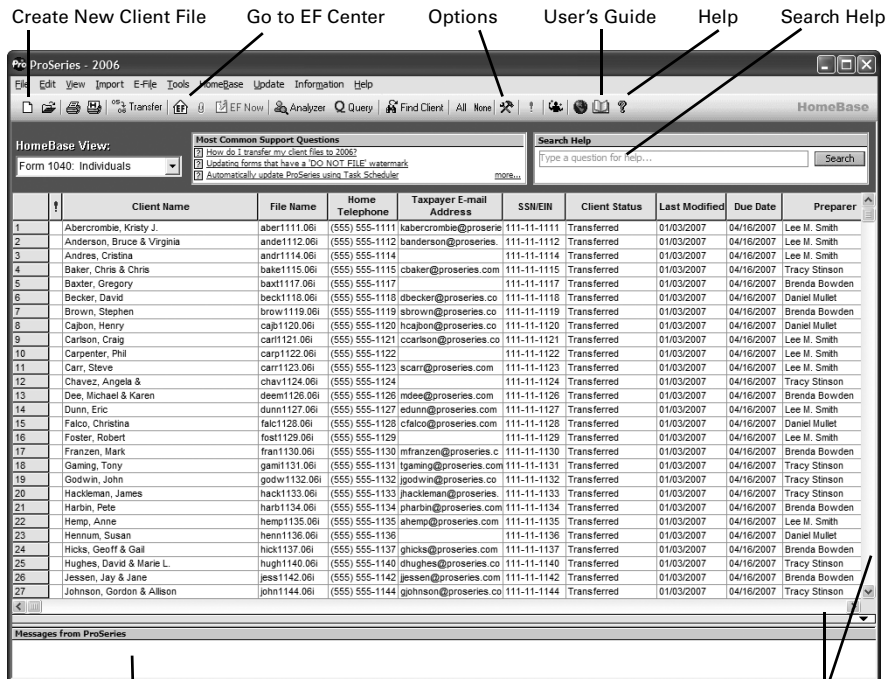 Create New Client File Go to EF Center Options User's Guide Help Search Help
Pro ProSeries - 2006
File Edit View Import E-File Tools HomeBase Update Information Help
Transfer EF Now Analyzer Query Find Client All None ! ? HomeBase
HomeBase View:
Form 1040: Individuals
Most Common Support Questions
? How do I transfer my client files to 2006?
? Updating forms that have a 'DO NOT FILE' watermark
? Automatically update ProSeries using Task Scheduler more...
Search Help
Type a question for help... Search
! Client Name File Name Home Telephone Taxpayer E-mail Address SSN/EIN Client Status Last Modified Due Date Preparer
1 Abercrombie, Kristy J. aber1111.06i (555) 555-1111 kabercrombie@proserie 111-11-1111 Transferred 01/03/2007 04/16/2007 Lee M. Smith
2 Anderson, Bruce & Virginia ande1112.06i (555) 555-1112 banderson@proseries. 111-11-1112 Transferred 01/03/2007 04/16/2007 Lee M. Smith
3 Andres, Cristina andr1114.06i (555) 555-1114 111-11-1114 Transferred 01/03/2007 04/16/2007 Lee M. Smith
4 Baker, Chris & Chris bake1115.06i (555) 555-1115 cbaker@proseries.com 111-11-1115 Transferred 01/03/2007 04/16/2007 Tracy Stinson
5 Baxter, Gregory baxt1117.06i (555) 555-1117 111-11-1117 Transferred 01/03/2007 04/16/2007 Brenda Bowden
6 Becker, David beck1118.06i (555) 555-1118 dbecker@proseries.co 111-11-1118 Transferred 01/03/2007 04/16/2007 Daniel Mullet
7 Brown, Stephen brow1119.06i (555) 555-1119 sbrown@proseries.co 111-11-1119 Transferred 01/03/2007 04/16/2007 Brenda Bowden
8 Cajbon, Henry cajb1120.06i (555) 555-1120 hcajbon@proseries.co 111-11-1120 Transferred 01/03/2007 04/16/2007 Daniel Mullet
9 Carlson, Craig carl1121.06i (555) 555-1121 ccarlson@proseries.co 111-11-1121 Transferred 01/03/2007 04/16/2007 Lee M. Smith
10 Carpenter, Phil carp1122.06i (555) 555-1122 111-11-1122 Transferred 01/03/2007 04/16/2007 Lee M. Smith
11 Carr, Steve carr1123.06i (555) 555-1123 scarr@proseries.com 111-11-1123 Transferred 01/03/2007 04/16/2007 Lee M. Smith
12 Chavez, Angela & chav1124.06i (555) 555-1124 111-11-1124 Transferred 01/03/2007 04/16/2007 Tracy Stinson
13 Dee, Michael & Karen deem1126.06i (555) 555-1126 mdee@proseries.com 111-11-1126 Transferred 01/03/2007 04/16/2007 Brenda Bowden
14 Dunn, Eric dunn1127.06i (555) 555-1127 edunn@proseries.com 111-11-1127 Transferred 01/03/2007 04/16/2007 Lee M. Smith
15 Falco, Christina falc1128.06i (555) 555-1128 cfalco@proseries.com 111-11-1128 Transferred 01/03/2007 04/16/2007 Daniel Mullet
16 Foster, Robert fost1129.06i (555) 555-1129 111-11-1129 Transferred 01/03/2007 04/16/2007 Lee M. Smith
17 Franzen, Mark fran1130.06i (555) 555-1130 mfranzen@proseries.c 111-11-1130 Transferred 01/03/2007 04/16/2007 Brenda Bowden
18 Gaming, Tony gami1131.06i (555) 555-1131 tgaming@proseries.com 111-11-1131 Transferred 01/03/2007 04/16/2007 Tracy Stinson
19 Godwin, John godw1132.06i (555) 555-1132 jgodwin@proseries.co 111-11-1132 Transferred 01/03/2007 04/16/2007 Tracy Stinson
20 Hackleman, James hack1133.06i (555) 555-1133 jhackleman@proseries. 111-11-1133 Transferred 01/03/2007 04/16/2007 Tracy Stinson
21 Harbin, Pete harb1134.06i (555) 555-1134 pharbin@proseries.com 111-11-1134 Transferred 01/03/2007 04/16/2007 Brenda Bowden
22 Hemp, Anne hemp1135.06i (555) 555-1135 ahemp@proseries.com 111-11-1135 Transferred 01/03/2007 04/16/2007 Lee M. Smith
23 Hennum, Susan henn1136.06i (555) 555-1136 111-11-1136 Transferred 01/03/2007 04/16/2007 Daniel Mullet
24 Hicks, Geoff & Gail hick1137.06i (555) 555-1137 ghicks@proseries.com 111-11-1137 Transferred 01/03/2007 04/16/2007 Brenda Bowden
25 Hughes, David & Marie L. hugh1140.06i (555) 555-1140 dhughes@proseries.co 111-11-1140 Transferred 01/03/2007 04/16/2007 Tracy Stinson
26 Jessen, Jay & Jane jess1142.06i (555) 555-1142 jjessen@proseries.com 111-11-1142 Transferred 01/03/2007 04/16/2007 Brenda Bowden
27 Johnson, Gordon & Allison john1144.06i (555) 555-1144 gjohnson@proseries.co 111-11-1144 Transferred 01/03/2007 04/16/2007 Tracy Stinson
Messages from ProSeries